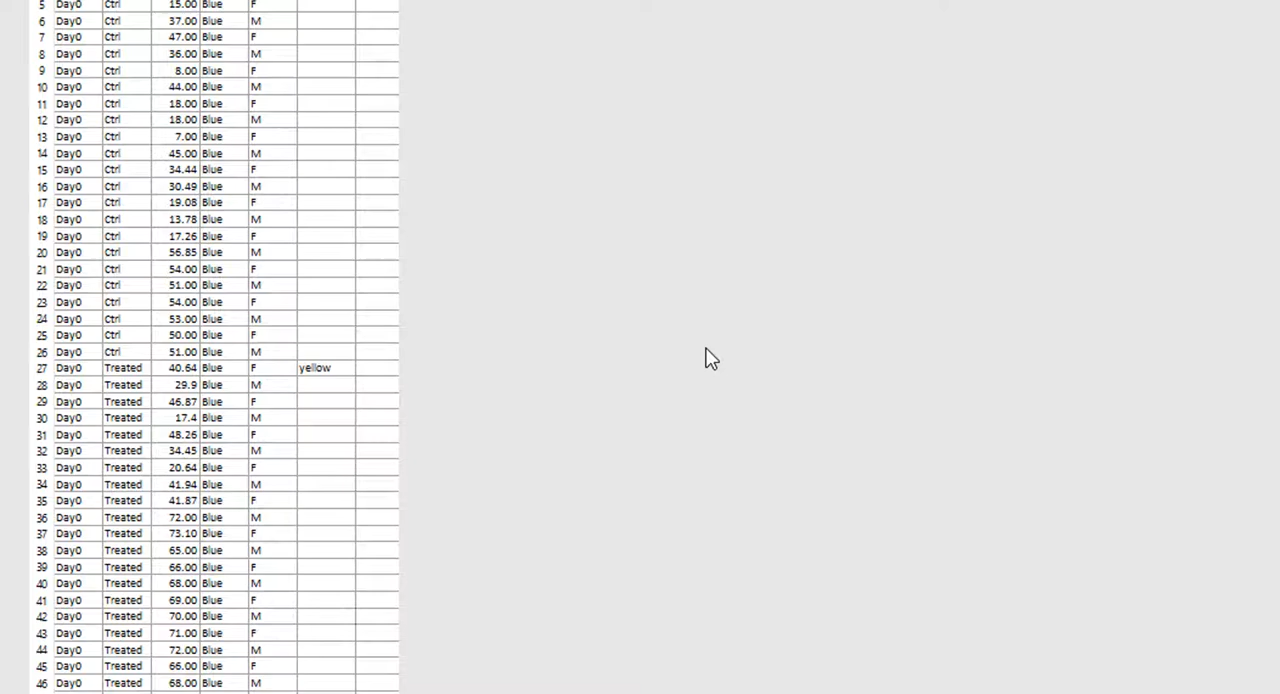 5 Day0 Ctrl 15.00 Blue F
6 Day0 Ctrl 37.00 Blue M
7 Day0 Ctrl 47.00 Blue F
8 Day0 Ctrl 36.00 Blue M
9 Day0 Ctrl 8.00 Blue F
10 Day0 Ctrl 44.00 Blue M
11 Day0 Ctrl 18.00 Blue F
12 Day0 Ctrl 18.00 Blue M
13 Day0 Ctrl 7.00 Blue F
14 Day0 Ctrl 45.00 Blue M
15 Day0 Ctrl 34.44 Blue F
16 Day0 Ctrl 30.49 Blue M
17 Day0 Ctrl 19.08 Blue F
18 Day0 Ctrl 13.78 Blue M
19 Day0 Ctrl 17.26 Blue F
20 Day0 Ctrl 56.85 Blue M
21 Day0 Ctrl 54.00 Blue F
22 Day0 Ctrl 51.00 Blue M
23 Day0 Ctrl 54.00 Blue F
24 Day0 Ctrl 53.00 Blue M
25 Day0 Ctrl 50.00 Blue F
26 Day0 Ctrl 51.00 Blue M
27 Day0 Treated 40.64 Blue F yellow
28 Day0 Treated 29.9 Blue M
29 Day0 Treated 46.87 Blue F
30 Day0 Treated 17.4 Blue M
31 Day0 Treated 48.26 Blue F
32 Day0 Treated 34.45 Blue M
33 Day0 Treated 20.64 Blue F
34 Day0 Treated 41.94 Blue M
35 Day0 Treated 41.87 Blue F
36 Day0 Treated 72.00 Blue M
37 Day0 Treated 73.10 Blue F
38 Day0 Treated 65.00 Blue M
39 Day0 Treated 66.00 Blue F
40 Day0 Treated 68.00 Blue M
41 Day0 Treated 69.00 Blue F
42 Day0 Treated 70.00 Blue M
43 Day0 Treated 71.00 Blue F
44 Day0 Treated 72.00 Blue M
45 Day0 Treated 66.00 Blue F
46 Day0 Treated 68.00 Blue M